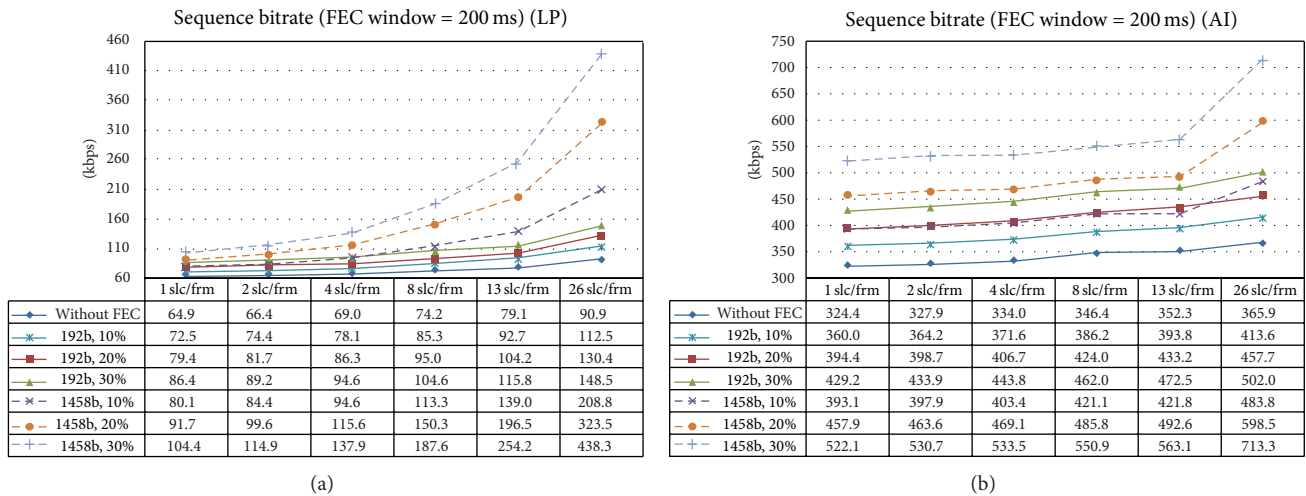 Sequence bitrate (FEC window = 200 ms) (LP)
460
410
360
310
260
210
160
110
60
(kbps)
1 slc/frm 2 slc/frm 4 slc/frm 8 slc/frm 13 slc/frm 26 slc/frm
Without FEC 64.9 66.4 69.0 74.2 79.1 90.9
192b, 10% 72.5 74.4 78.1 85.3 92.7 112.5
192b, 20% 79.4 81.7 86.3 95.0 104.2 130.4
192b, 30% 86.4 89.2 94.6 104.6 115.8 148.5
1458b, 10% 80.1 84.4 94.6 113.3 139.0 208.8
1458b, 20% 91.7 99.6 115.6 150.3 196.5 323.5
1458b, 30% 104.4 114.9 137.9 187.6 254.2 438.3
(a)
Sequence bitrate (FEC window = 200 ms) (AI)
750
700
650
600
550
500
450
400
350
300
(kbps)
1 slc/frm 2 slc/frm 4 slc/frm 8 slc/frm 13 slc/frm 26 slc/frm
Without FEC 324.4 327.9 334.0 346.4 352.3 365.9
192b, 10% 360.0 364.2 371.6 386.2 393.8 413.6
192b, 20% 394.4 398.7 406.7 424.0 433.2 457.7
192b, 30% 429.2 433.9 443.8 462.0 472.5 502.0
1458b, 10% 393.1 397.9 403.4 421.1 421.8 483.8
1458b, 20% 457.9 463.6 469.1 485.8 492.6 598.5
1458b, 30% 522.1 530.7 533.5 550.9 563.1 713.3
(b)